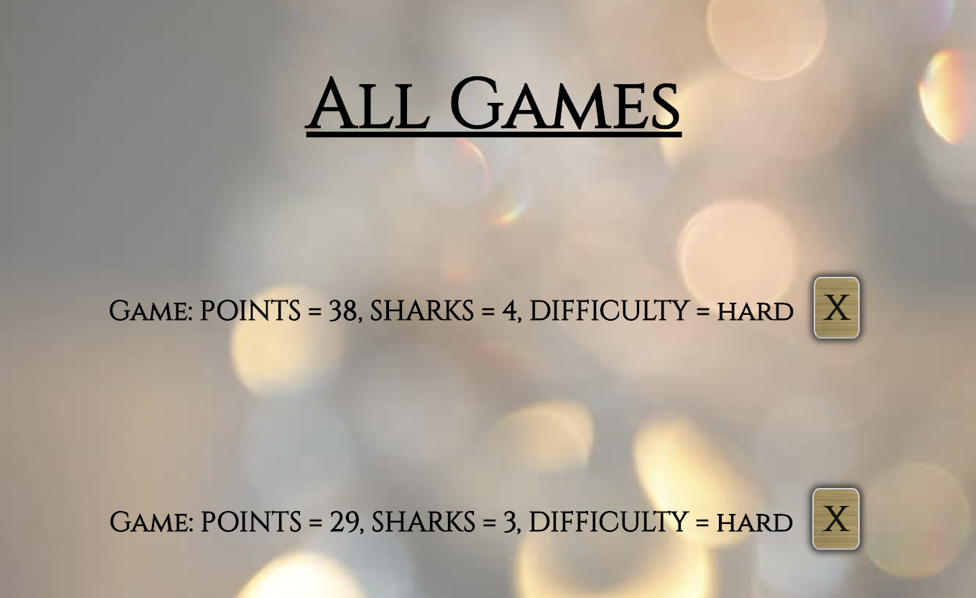 All Games
Game: POINTS = 38, SHARKS = 4, DIFFICULTY = hard X
Game: POINTS = 29, SHARKS = 3, DIFFICULTY = hard X